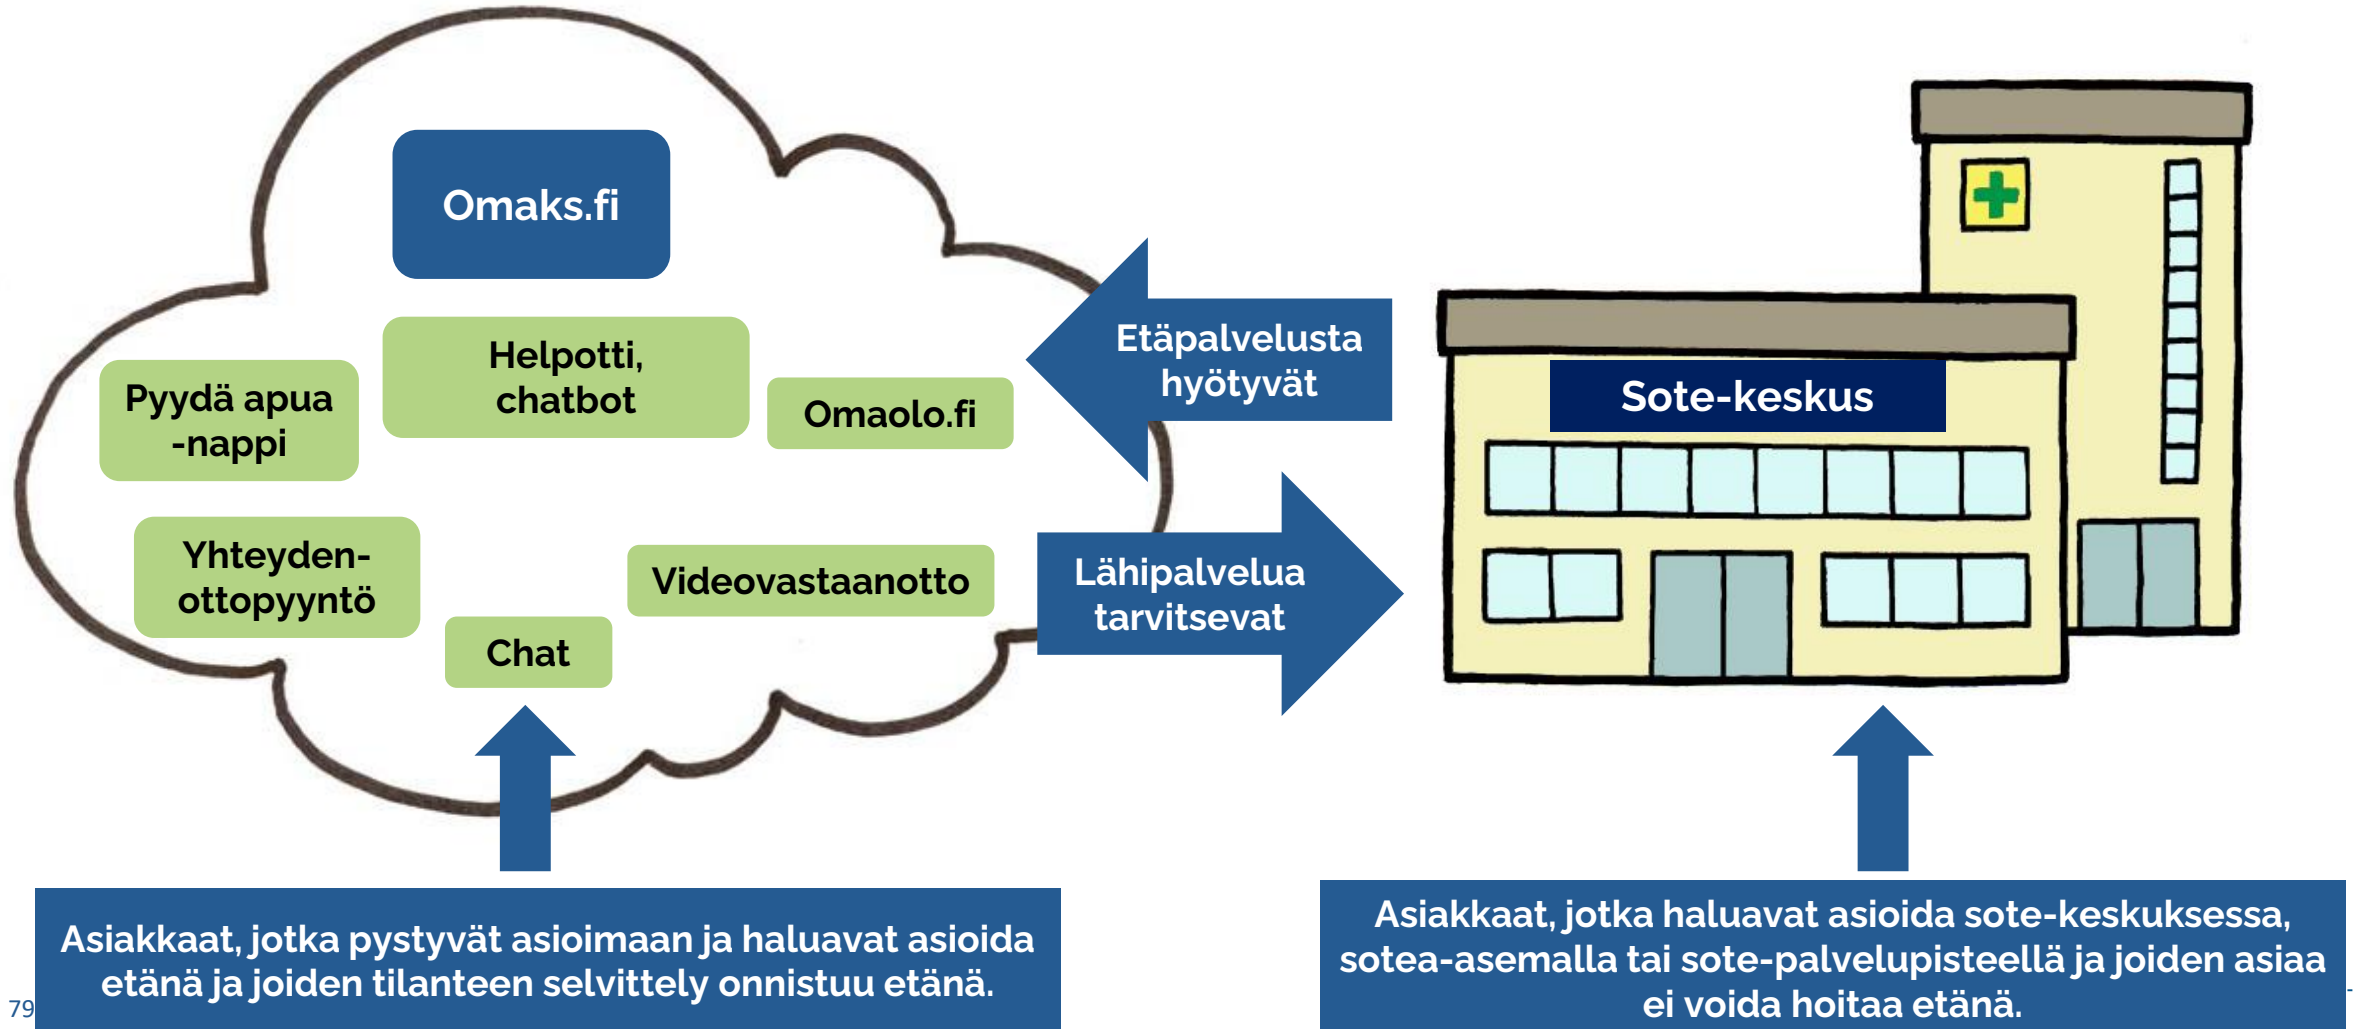 Omaks.fi
Helpotti,
chatbot
Pyydä apua
-nappi
Omaolo.fi
Yhteyden-
ottopyyntö
Videovastaanotto
Chat
Etäpalvelusta
hyötyvät
Lähipalvelua
tarvitsevat
Sote-keskus
Asiakkaat, jotka pystyvät asioimaan ja haluavat asioida
etänä ja joiden tilanteen selvittely onnistuu etänä.
Asiakkaat, jotka haluavat asioida sote-keskuksessa,
sotea-asemalla tai sote-palvelupisteellä ja joiden asiaa
ei voida hoitaa etänä.
79